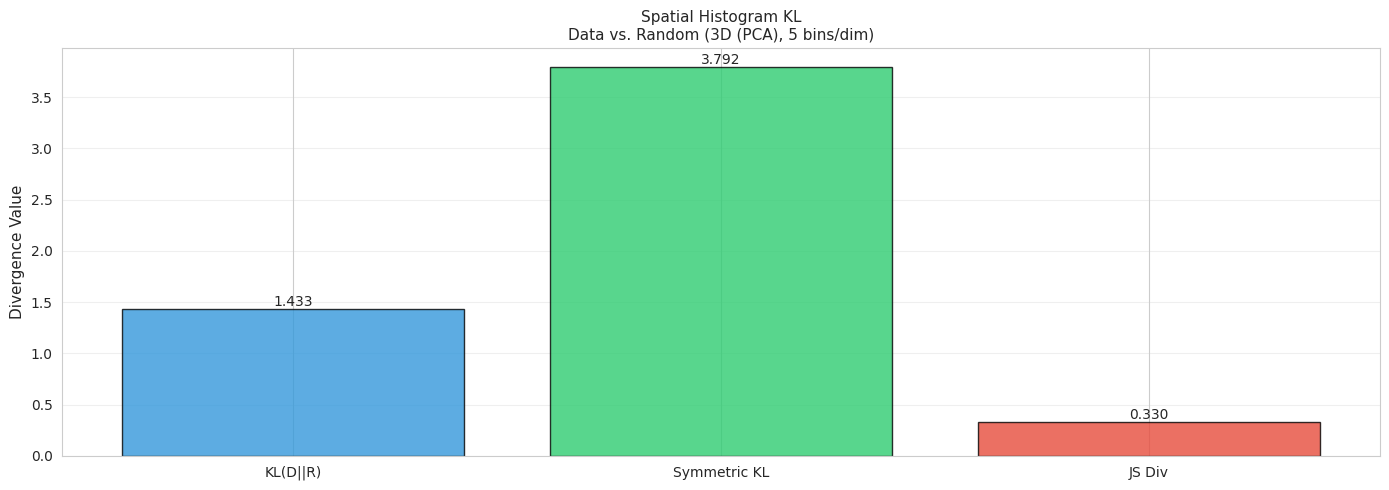 Spatial Histogram KL
Data vs. Random (3D (PCA), 5 bins/dim)
Divergence Value
3.5
3.0
2.5
2.0
1.5
1.0
0.5
0.0
1.433
3.792
0.330
KL(D||R)
Symmetric KL
JS Div